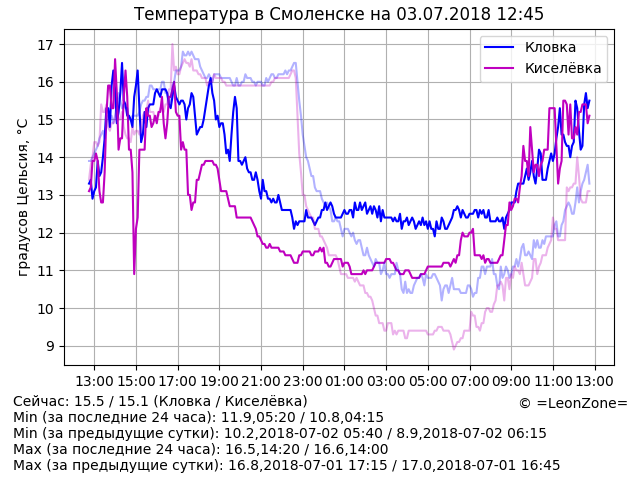 Температура в Смоленске на 03.07.2018 12:45
градусов Цельсия, °C
17
16
15
14
13
12
11
10
9
Кловка
Киселёвка
13:00 15:00 17:00 19:00 21:00 23:00 01:00 03:00 05:00 07:00 09:00 11:00 13:00
Сейчас: 15.5 / 15.1 (Кловка / Киселёвка)
© =LeonZone=
Min (за последние 24 часа): 11.9,05:20 / 10.8,04:15
Min (за предыдущие сутки): 10.2,2018-07-02 05:40 / 8.9,2018-07-02 06:15
Max (за последние 24 часа): 16.5,14:20 / 16.6,14:00
Max (за предыдущие сутки): 16.8,2018-07-01 17:15 / 17.0,2018-07-01 16:45